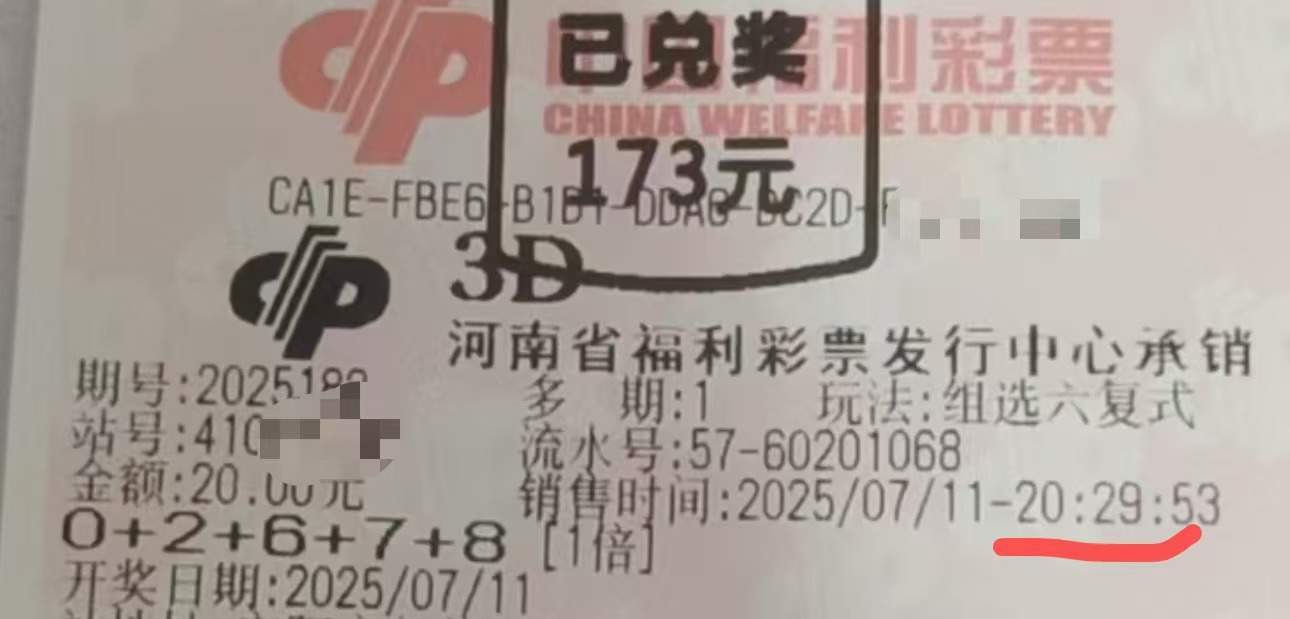 已兑奖
中国福利彩票
CHINA WELFARE LOTTERY
173元
CA1E-FBE6-B1D1-DDA6-DC2D-F
3D
河南省福利彩票发行中心承销
期号:2025182 多 期:1 玩法:组选六复式
站号:410 流水号:57-60201068
金额:20.00元 销售时间:2025/07/11-20:29:53
0+2+6+7+8 [1倍]
开奖日期:2025/07/11